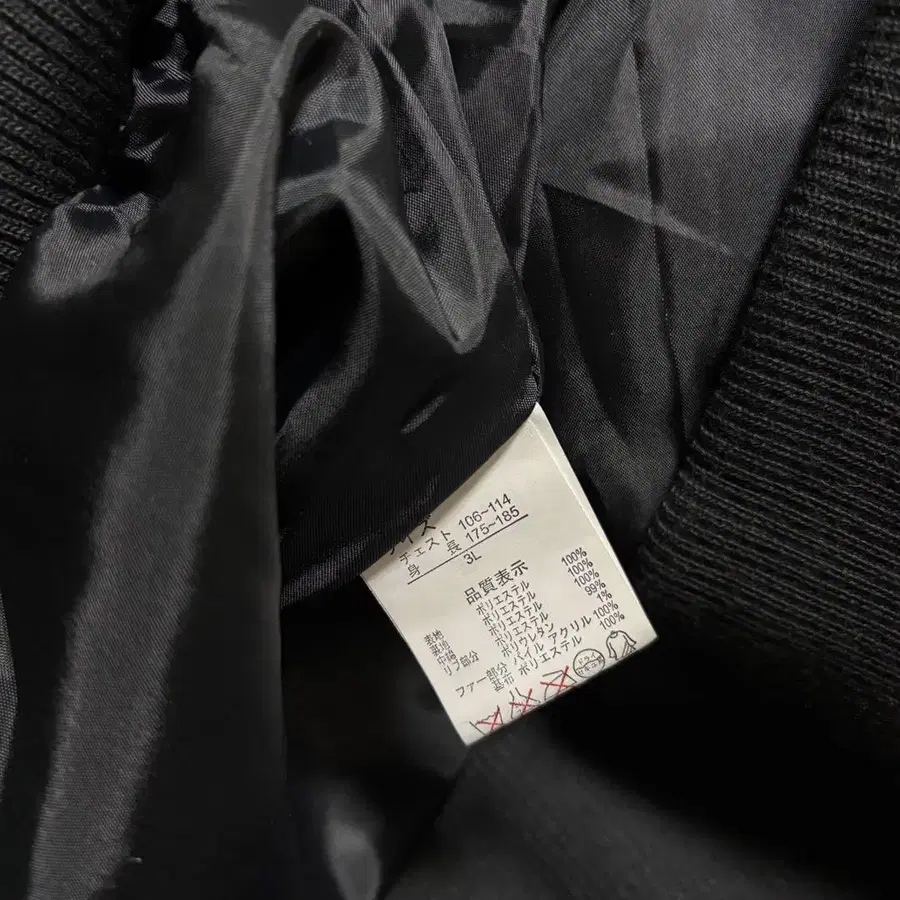 サイズ
チェスト 106~114
身 長 175~185
3L
品質表示
表地 ポリエステル 100%
裏地 ポリエステル 100%
中綿 ポリエステル 100%
リブ部分 ポリエステル 99%
ポリウレタン 1%
ファー部分 パイル アクリル 100%
基布 ポリエステル 100%
ドライ